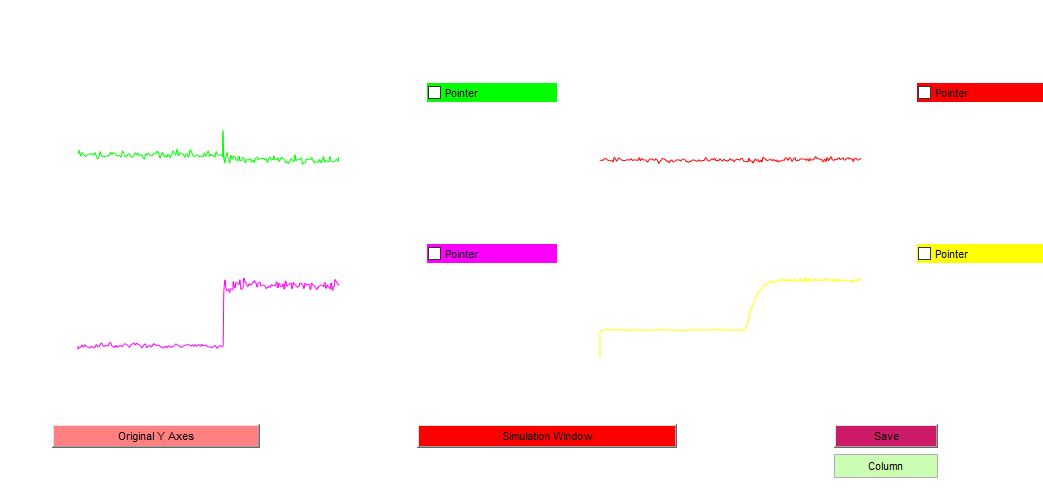 Pointer
Pointer
Pointer
Pointer
Original Y Axes
Simulation Window
Save
Column